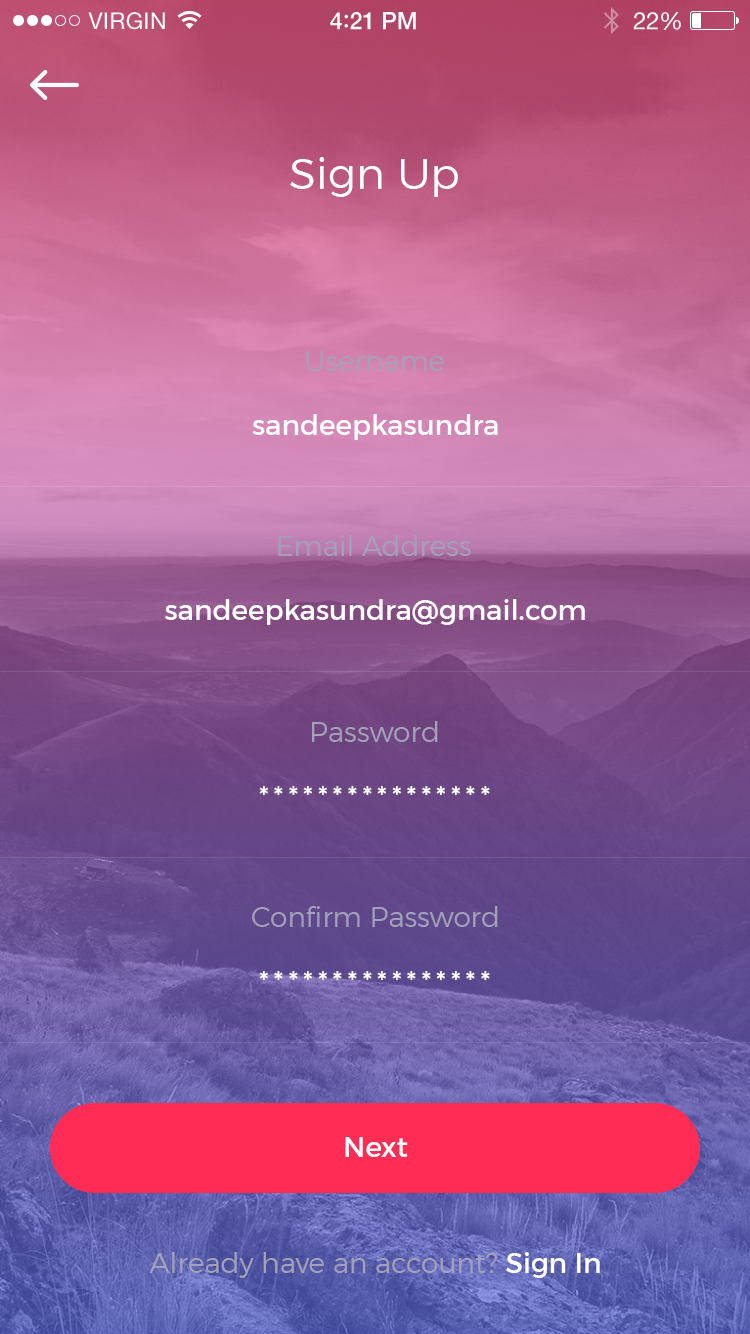 VIRGIN 4:21 PM 22%
Sign Up
Username
sandeepkasundra
Email Address
sandeepkasundra@gmail.com
Password
****************
Confirm Password
****************
Next
Already have an account? Sign In